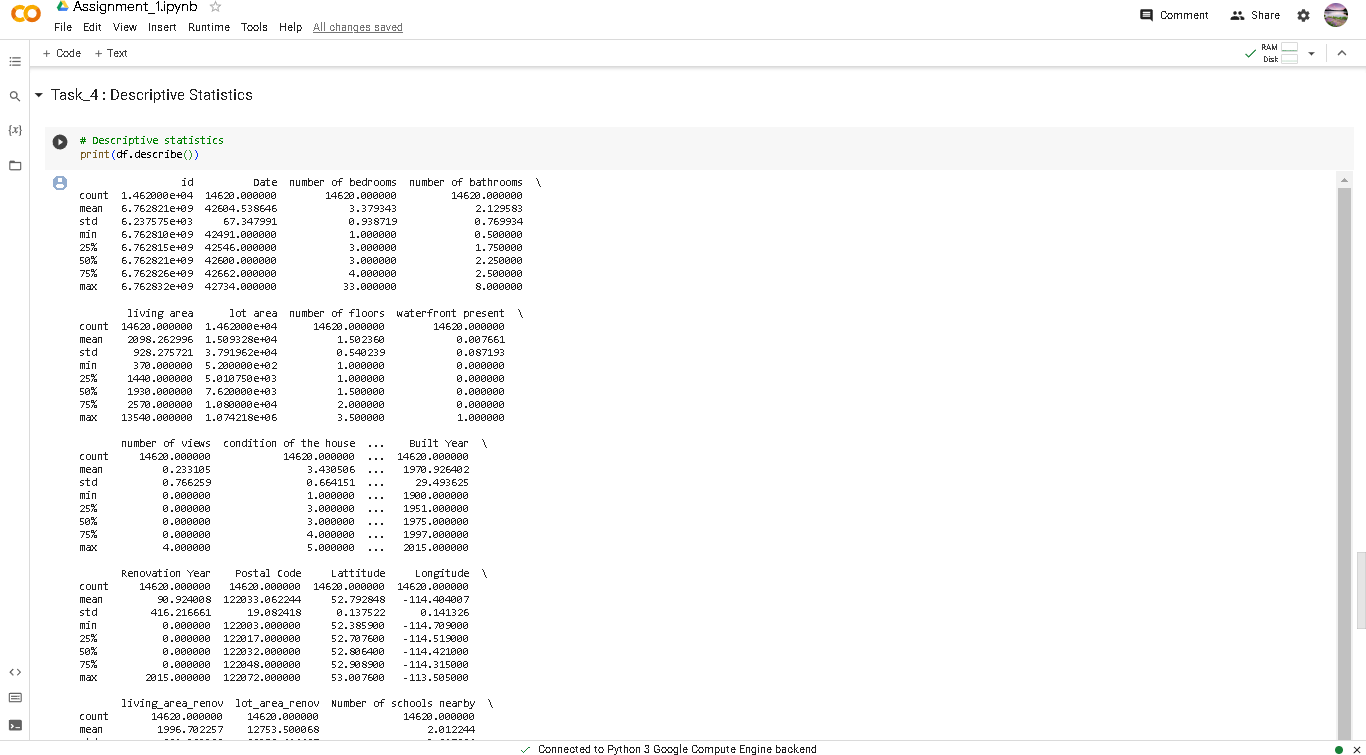 Assignment_1.ipynb
File Edit View Insert Runtime Tools Help All changes saved
Comment Share
+ Code + Text
RAM
Disk
Task_4 : Descriptive Statistics
# Descriptive statistics
print(df.describe())
id Date number of bedrooms number of bathrooms \
count 1.462000e+04 14620.000000 14620.000000 14620.000000
mean 6.762821e+09 42604.538646 3.379343 2.129583
std 6.237575e+03 67.347991 0.938719 0.769934
min 6.762810e+09 42491.000000 1.000000 0.500000
25% 6.762815e+09 42546.000000 3.000000 1.750000
50% 6.762821e+09 42600.000000 3.000000 2.250000
75% 6.762826e+09 42662.000000 4.000000 2.500000
max 6.762832e+09 42734.000000 33.000000 8.000000
living area lot area number of floors waterfront present \
count 14620.000000 1.462000e+04 14620.000000 14620.000000
mean 2098.262996 1.509328e+04 1.502360 0.007661
std 928.275721 3.791962e+04 0.540239 0.087193
min 370.000000 5.200000e+02 1.000000 0.000000
25% 1440.000000 5.010750e+03 1.000000 0.000000
50% 1930.000000 7.620000e+03 1.500000 0.000000
75% 2570.000000 1.080000e+04 2.000000 0.000000
max 13540.000000 1.074218e+06 3.500000 1.000000
number of views condition of the house ... Built Year \
count 14620.000000 14620.000000 ... 14620.000000
mean 0.233105 3.430506 ... 1970.926402
std 0.766259 0.664151 ... 29.493625
min 0.000000 1.000000 ... 1900.000000
25% 0.000000 3.000000 ... 1951.000000
50% 0.000000 3.000000 ... 1975.000000
75% 0.000000 4.000000 ... 1997.000000
max 4.000000 5.000000 ... 2015.000000
Renovation Year Postal Code Lattitude Longitude \
count 14620.000000 14620.000000 14620.000000 14620.000000
mean 90.924008 122033.062244 52.792848 -114.404007
std 416.216661 19.082418 0.137522 0.141326
min 0.000000 122003.000000 52.385900 -114.709000
25% 0.000000 122017.000000 52.707600 -114.519000
50% 0.000000 122032.000000 52.806400 -114.421000
75% 0.000000 122048.000000 52.908900 -114.315000
max 2015.000000 122072.000000 53.007600 -113.505000
living_area_renov lot_area_renov Number of schools nearby \
count 14620.000000 14620.000000 14620.000000
mean 1996.702257 12753.500068 2.012244
Connected to Python 3 Google Compute Engine backend